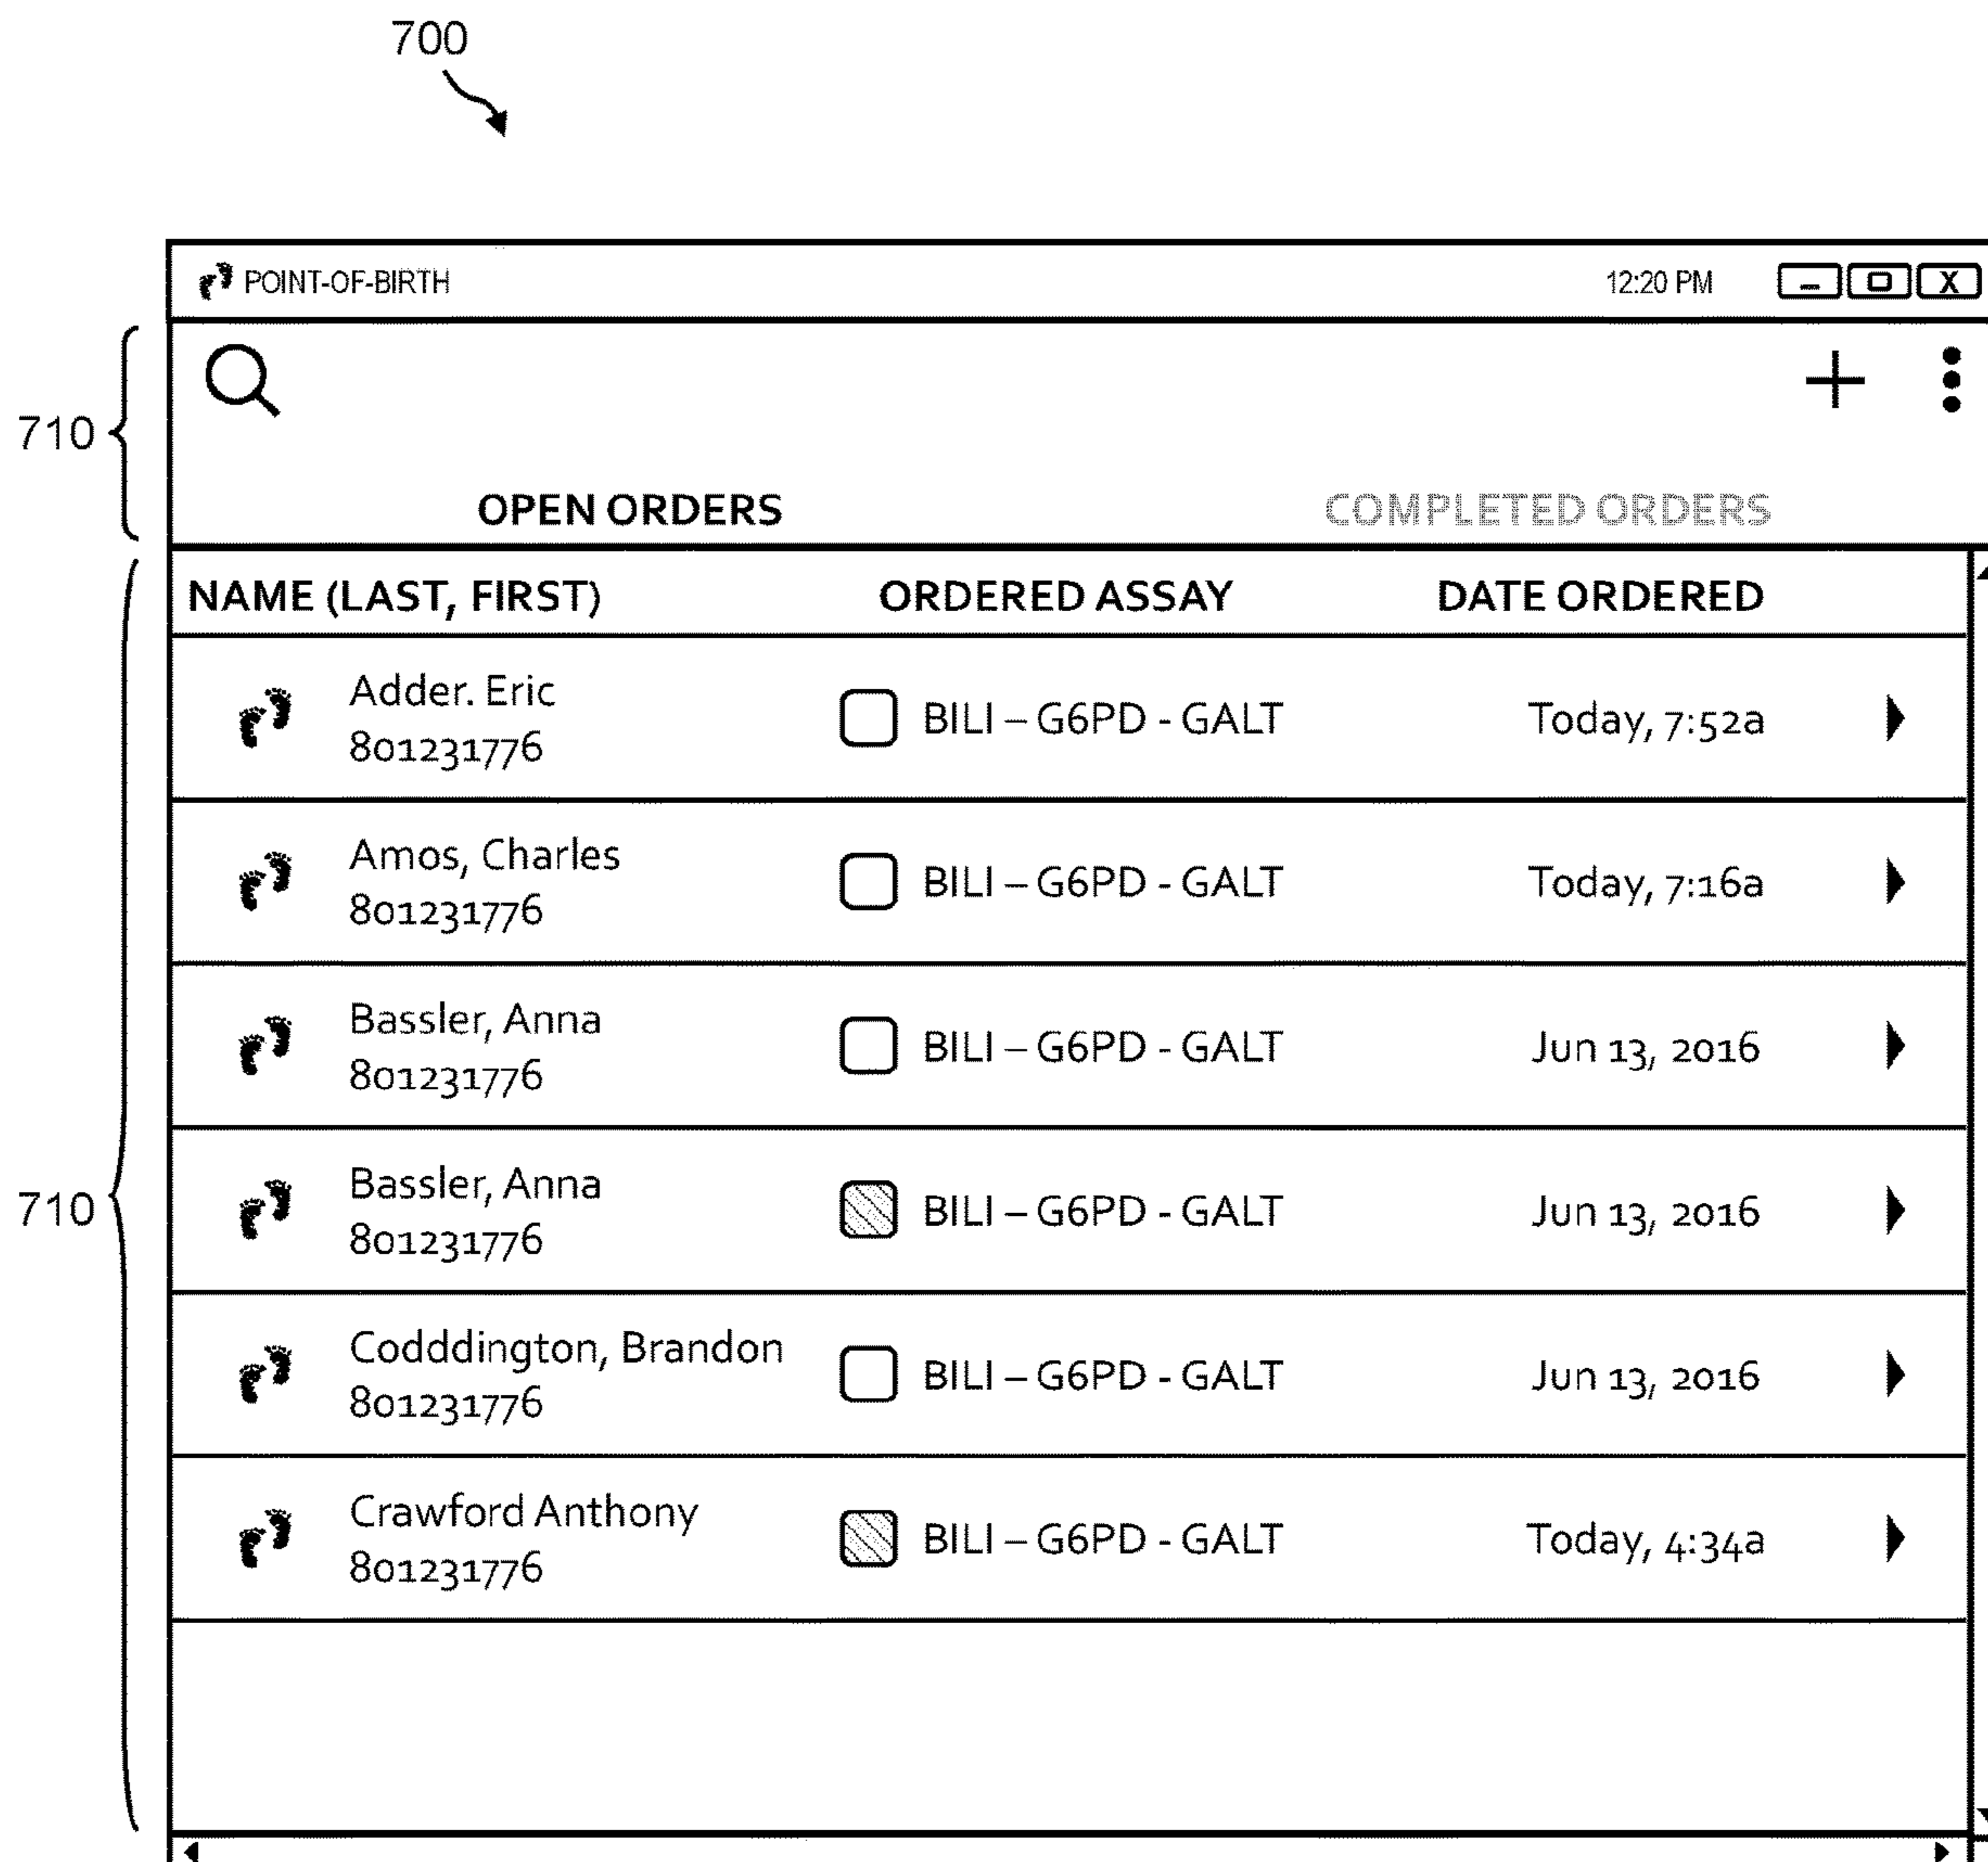 700
POINT-OF-BIRTH 12:20 PM X
710
OPEN ORDERS COMPLETED ORDERS
NAME (LAST, FIRST) ORDERED ASSAY DATE ORDERED
Adder. Eric
801231776
BILI – G6PD - GALT Today, 7:52a
Amos, Charles
801231776
BILI – G6PD - GALT Today, 7:16a
Bassler, Anna
801231776
BILI – G6PD - GALT Jun 13, 2016
710
Bassler, Anna
801231776
BILI – G6PD - GALT Jun 13, 2016
Codddington, Brandon
801231776
BILI – G6PD - GALT Jun 13, 2016
Crawford Anthony
801231776
BILI – G6PD - GALT Today, 4:34a